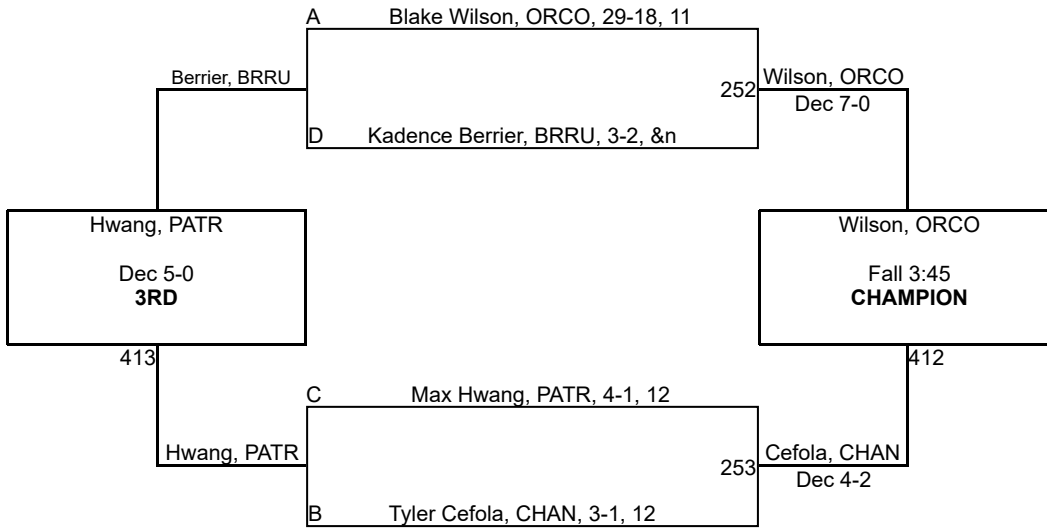 A Blake Wilson, ORCO, 29-18, 11
Berrier, BRRU
252
Wilson, ORCO
Dec 7-0
D Kadence Berrier, BRRU, 3-2, &n
Hwang, PATR
Dec 5-0
3RD
413
Wilson, ORCO
Fall 3:45
CHAMPION
412
C Max Hwang, PATR, 4-1, 12
Hwang, PATR
253
Cefola, CHAN
Dec 4-2
B Tyler Cefola, CHAN, 3-1, 12